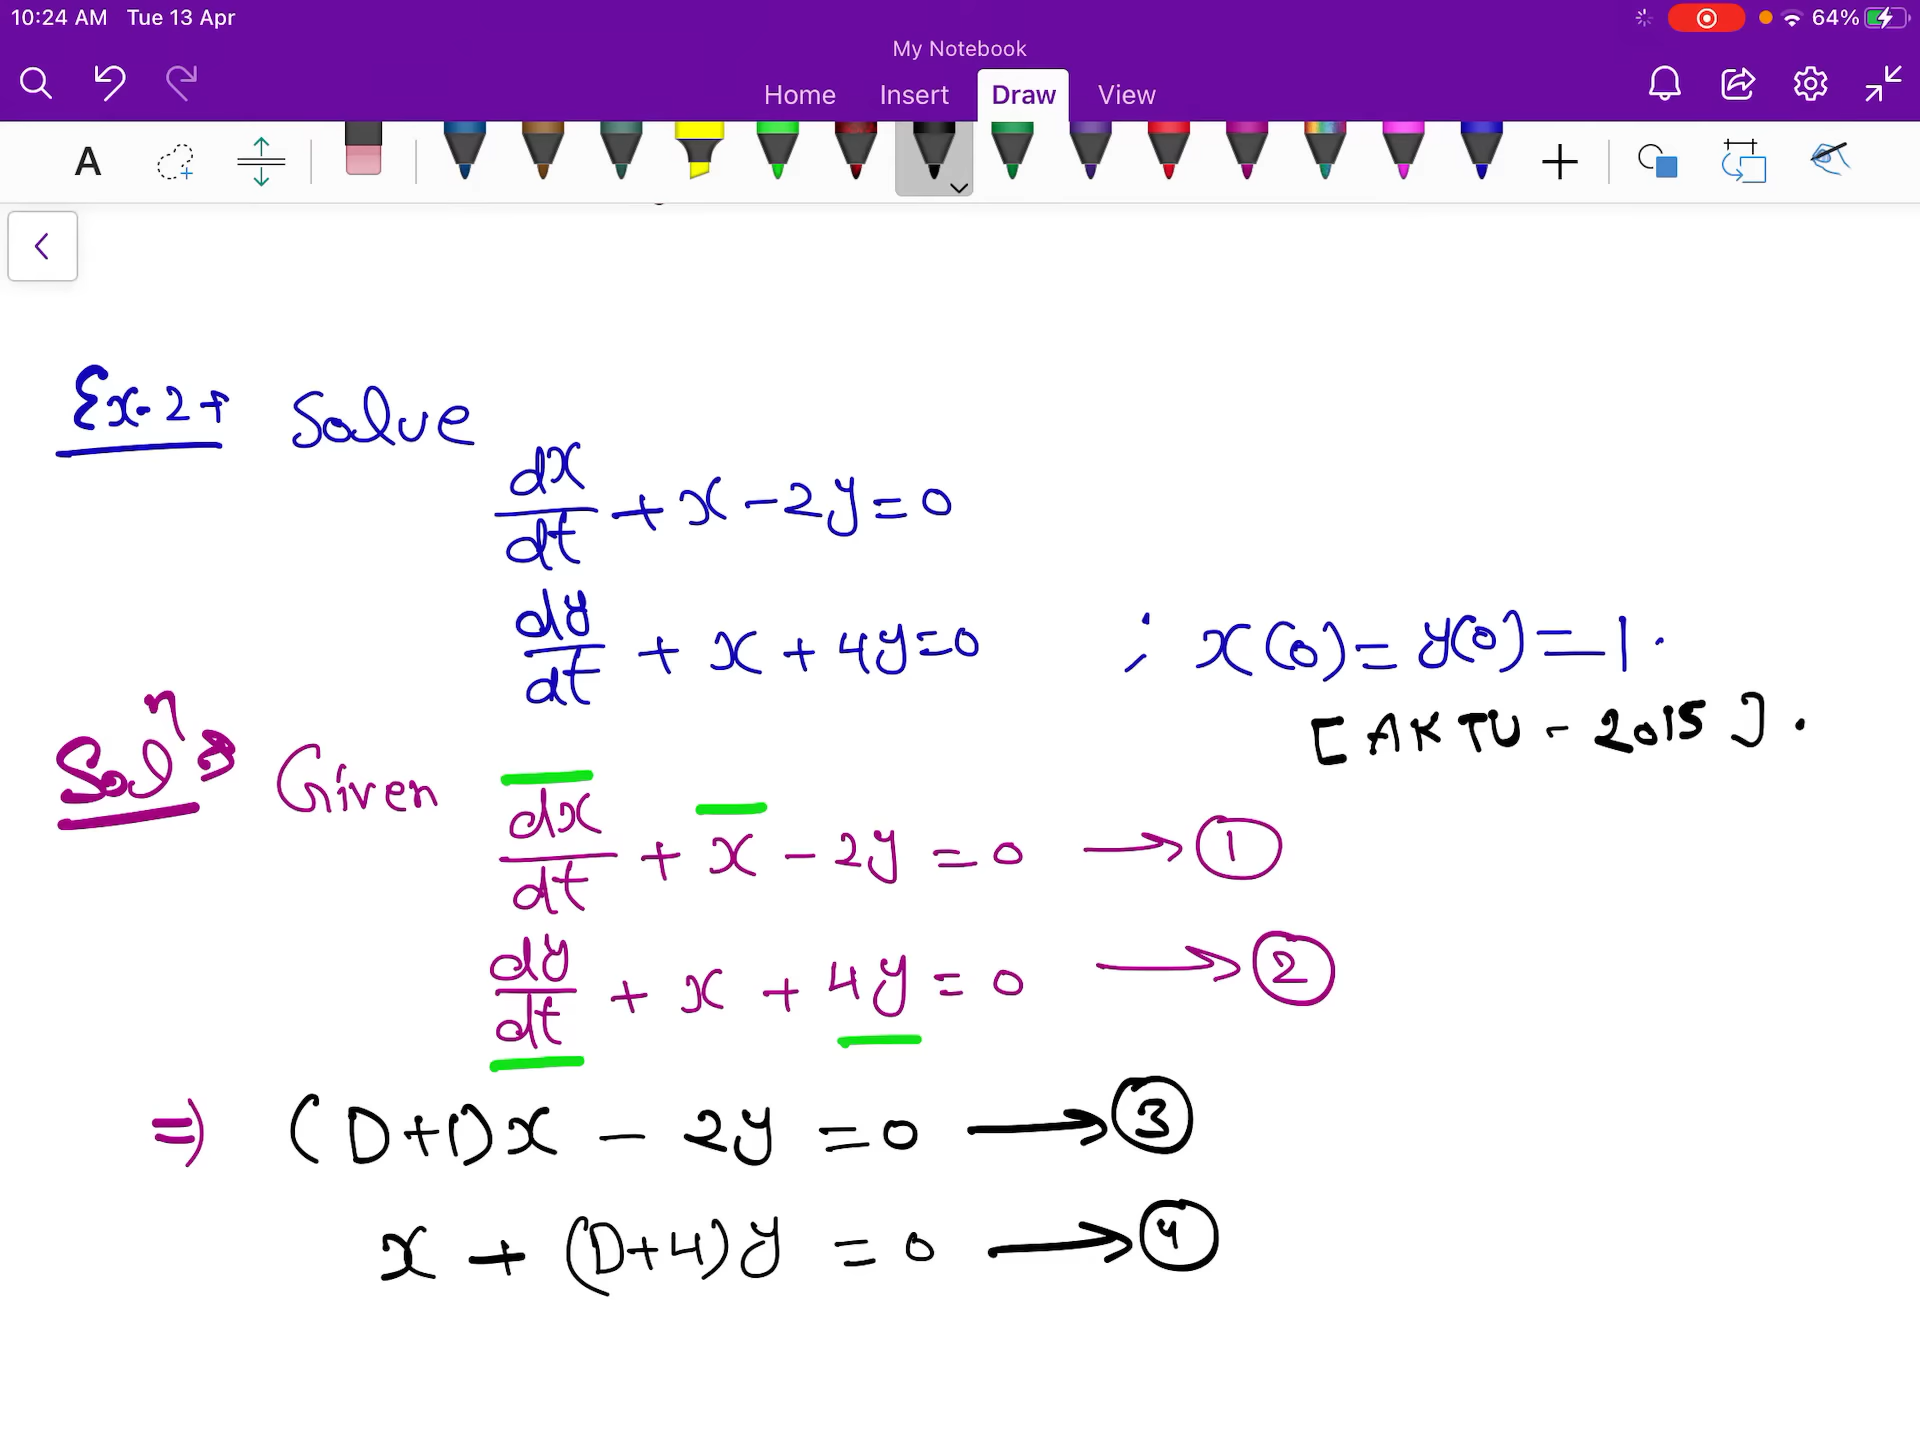 10:24 AM Tue 13 Apr 64%
My Notebook
Home Insert Draw View
A
Ex-2→ Solve
dx/dt + x - 2y = 0
dy/dt + x + 4y = 0 ; x(0) = y(0) = 1.
[AKTU - 2015].
Solⁿ→ Given
dx/dt + x - 2y = 0 → ①
dy/dt + x + 4y = 0 → ②
⇒ (D+1)x - 2y = 0 → ③
x + (D+4)y = 0 → ④